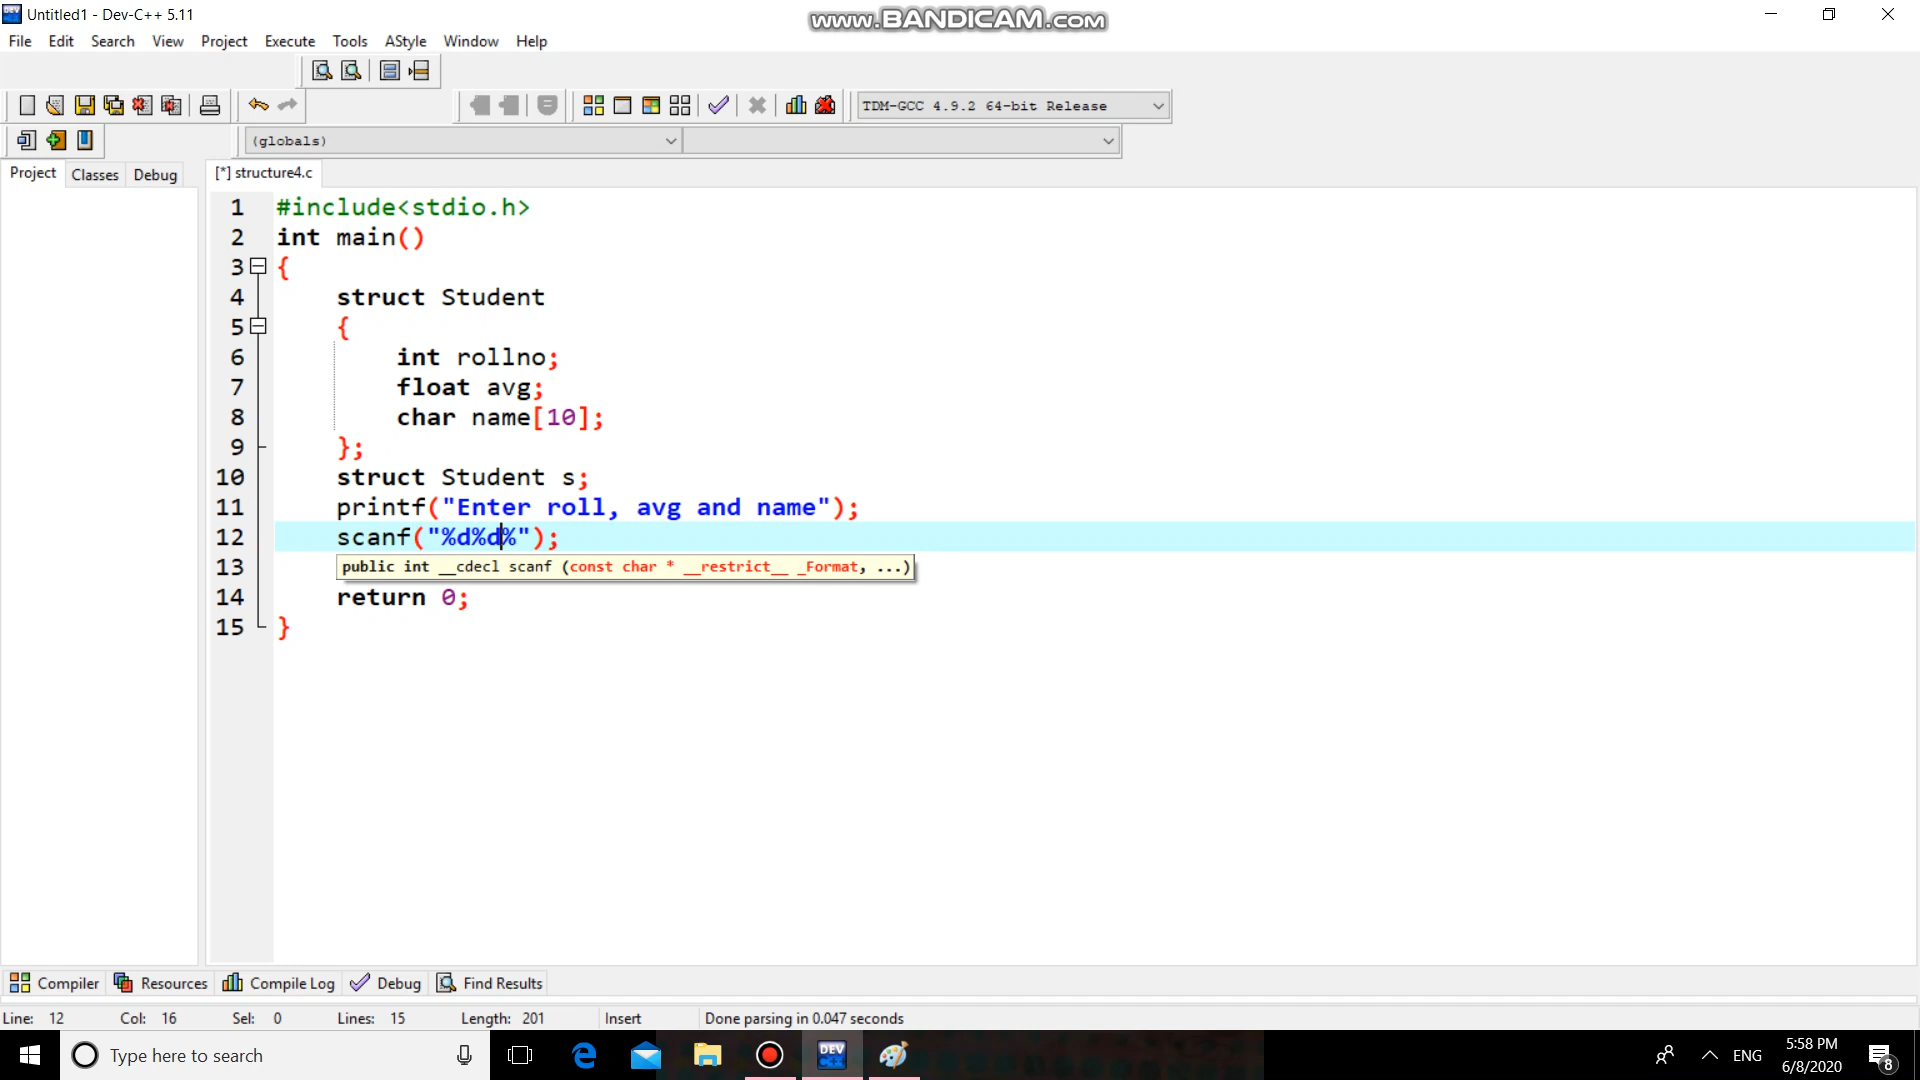 Untitled1 - Dev-C++ 5.11
www.BANDICAM.com
File Edit Search View Project Execute Tools AStyle Window Help
TDM-GCC 4.9.2 64-bit Release
(globals)
Project Classes Debug
[*] structure4.c
1 #include<stdio.h>
2 int main()
3 {
4 struct Student
5 {
6 int rollno;
7 float avg;
8 char name[10];
9 };
10 struct Student s;
11 printf("Enter roll, avg and name");
12 scanf("%d%d%");
13 public int __cdecl scanf (const char * __restrict__ _Format, ...)
14 return 0;
15 }
Compiler Resources Compile Log Debug Find Results
Line: 12 Col: 16 Sel: 0 Lines: 15 Length: 201 Insert Done parsing in 0.047 seconds
Type here to search
DEV C++
ENG
5:58 PM
6/8/2020
8